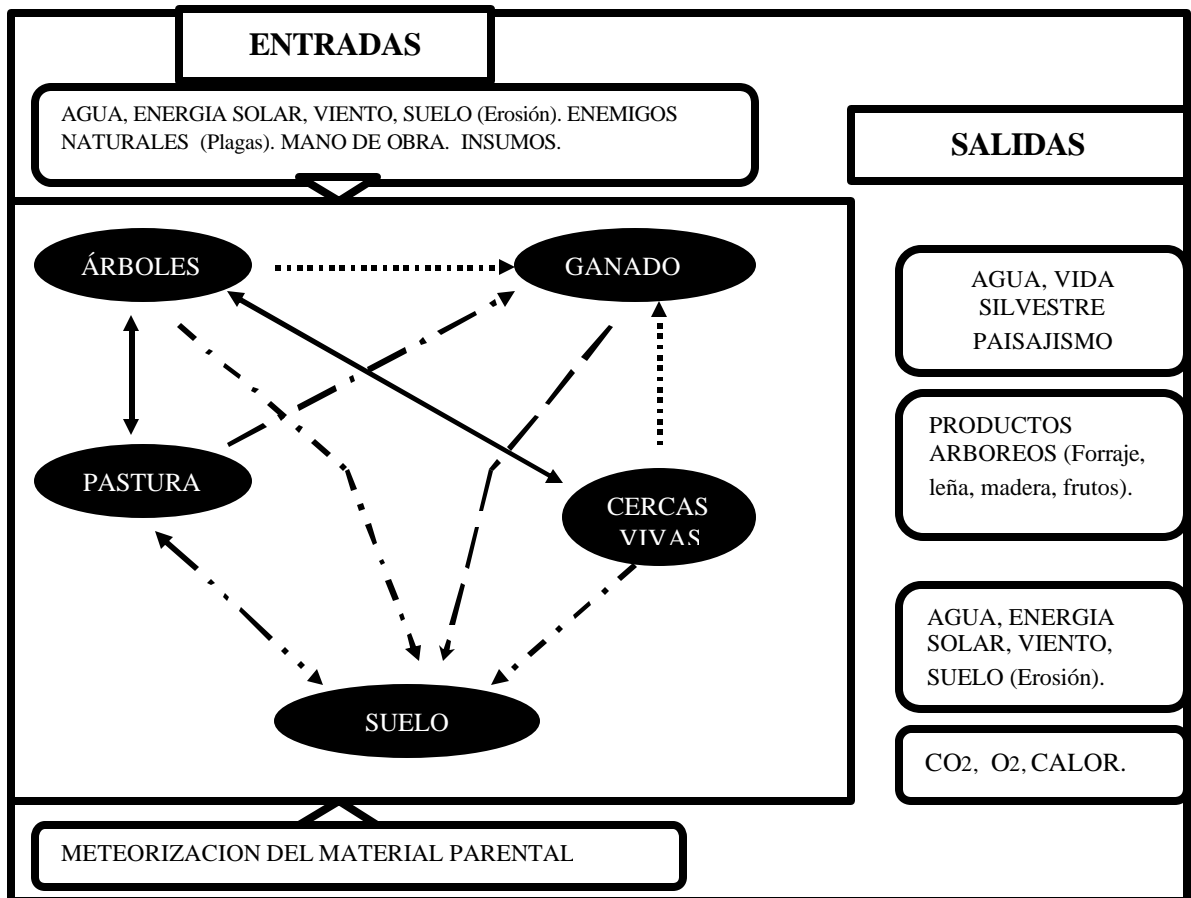 ENTRADAS
AGUA, ENERGIA SOLAR, VIENTO, SUELO (Erosión). ENEMIGOS
NATURALES (Plagas). MANO DE OBRA. INSUMOS.
SALIDAS
ÁRBOLES
GANADO
PASTURA
CERCAS
VIVAS
SUELO
AGUA, VIDA
SILVESTRE
PAISAJISMO
PRODUCTOS
ARBOREOS (Forraje,
leña, madera, frutos).
AGUA, ENERGIA
SOLAR, VIENTO,
SUELO (Erosión).
CO2, O2, CALOR.
METEORIZACION DEL MATERIAL PARENTAL